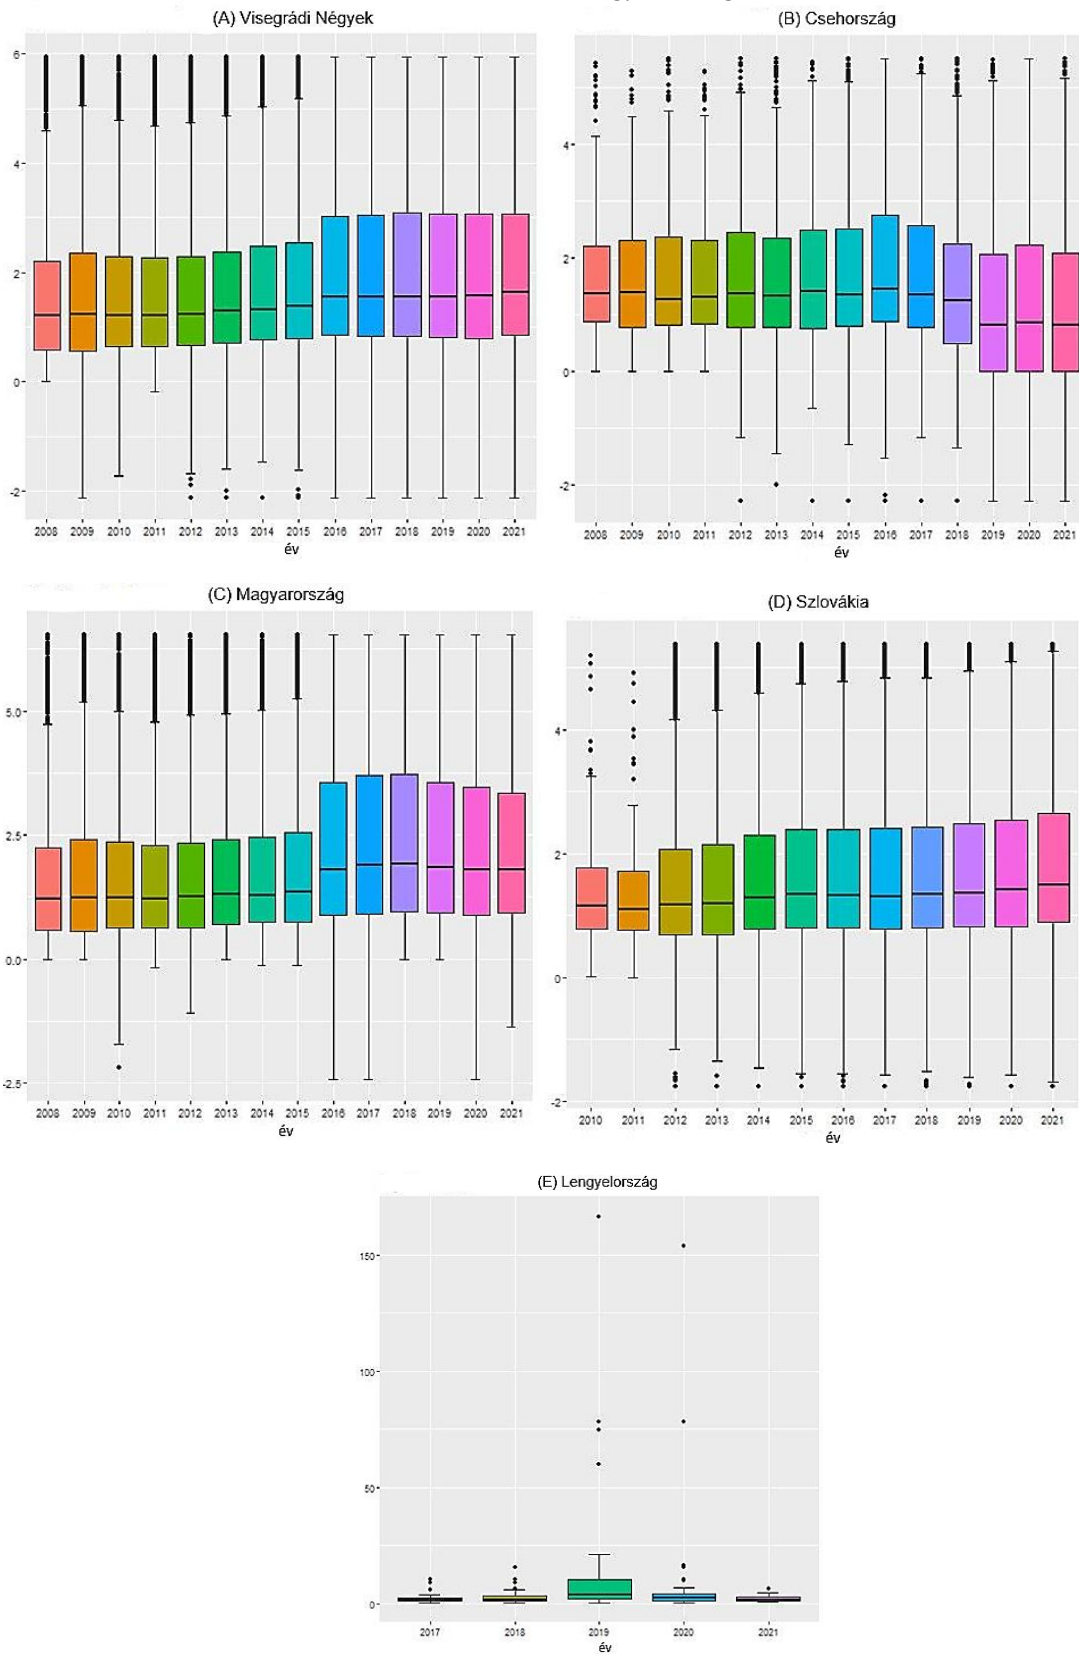 (A) Visegrádi Négyek
6
4
2
0
-2
2008 2009 2010 2011 2012 2013 2014 2015 2016 2017 2018 2019 2020 2021
év
(B) Csehország
4
2
0
-2
2008 2009 2010 2011 2012 2013 2014 2015 2016 2017 2018 2019 2020 2021
év
(C) Magyarország
5.0
2.5
0.0
-2.5
2008 2009 2010 2011 2012 2013 2014 2015 2016 2017 2018 2019 2020 2021
év
(D) Szlovákia
4
2
0
-2
2010 2011 2012 2013 2014 2015 2016 2017 2018 2019 2020 2021
év
(E) Lengyelország
150
100
50
0
2017 2018 2019 2020 2021
év